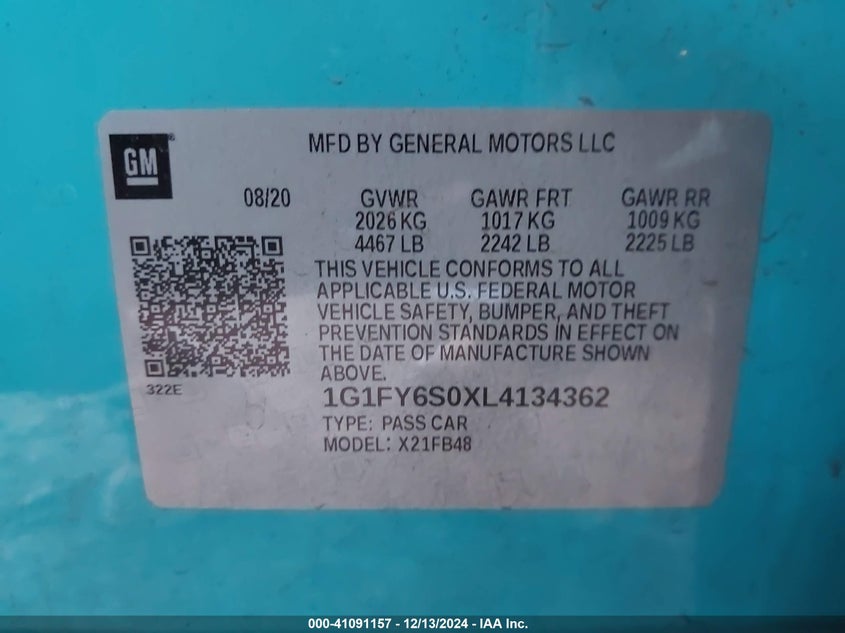 GM
MFD BY GENERAL MOTORS LLC
08/20 GVWR GAWR FRT GAWR RR
2026 KG 1017 KG 1009 KG
4467 LB 2242 LB 2225 LB
THIS VEHICLE CONFORMS TO ALL
APPLICABLE U.S. FEDERAL MOTOR
VEHICLE SAFETY, BUMPER, AND THEFT
PREVENTION STANDARDS IN EFFECT ON
THE DATE OF MANUFACTURE SHOWN
ABOVE.
322E
1G1FY6S0XL4134362
TYPE: PASS CAR
MODEL: X21FB48
000-41091157 - 12/13/2024 - IAA Inc.